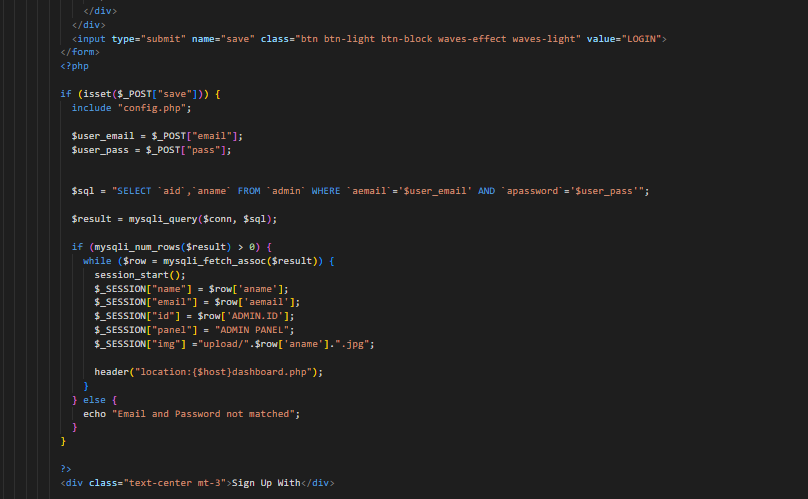 </div>
</div>
<input type="submit" name="save" class="btn btn-light btn-block waves-effect waves-light" value="LOGIN">
</form>
<?php
if (isset($_POST["save"])) {
include "config.php";
$user_email = $_POST["email"];
$user_pass = $_POST["pass"];
$sql = "SELECT `aid`,`aname` FROM `admin` WHERE `aemail`='$user_email' AND `apassword`='$user_pass'";
$result = mysqli_query($conn, $sql);
if (mysqli_num_rows($result) > 0) {
while ($row = mysqli_fetch_assoc($result)) {
session_start();
$_SESSION["name"] = $row['aname'];
$_SESSION["email"] = $row['aemail'];
$_SESSION["id"] = $row['ADMIN.ID'];
$_SESSION["panel"] = "ADMIN PANEL";
$_SESSION["img"] ="upload/".$row['aname'].".jpg";
header("location:{$host}dashboard.php");
}
} else {
echo "Email and Password not matched";
}
}
?>
<div class="text-center mt-3">Sign Up With</div>